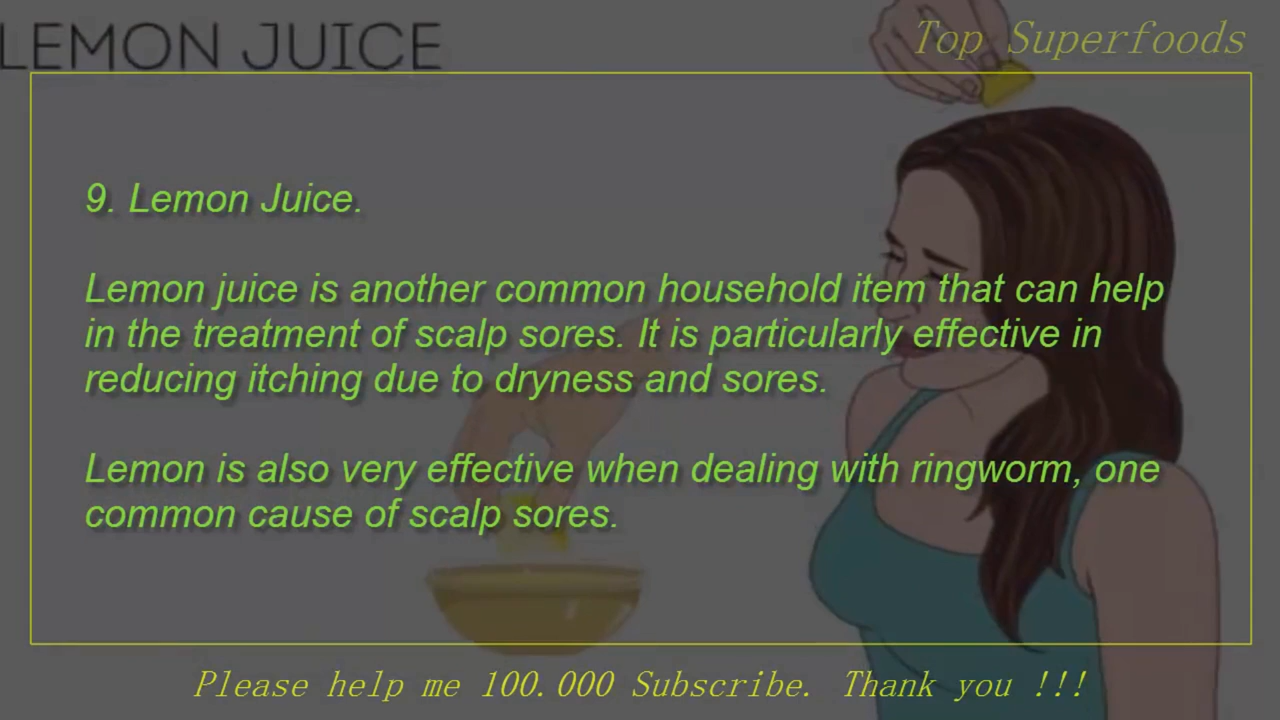 LEMON JUICE
Top Superfoods
9. Lemon Juice.
Lemon juice is another common household item that can help
in the treatment of scalp sores. It is particularly effective in
reducing itching due to dryness and sores.
Lemon is also very effective when dealing with ringworm, one
common cause of scalp sores.
Please help me 100.000 Subscribe. Thank you !!!